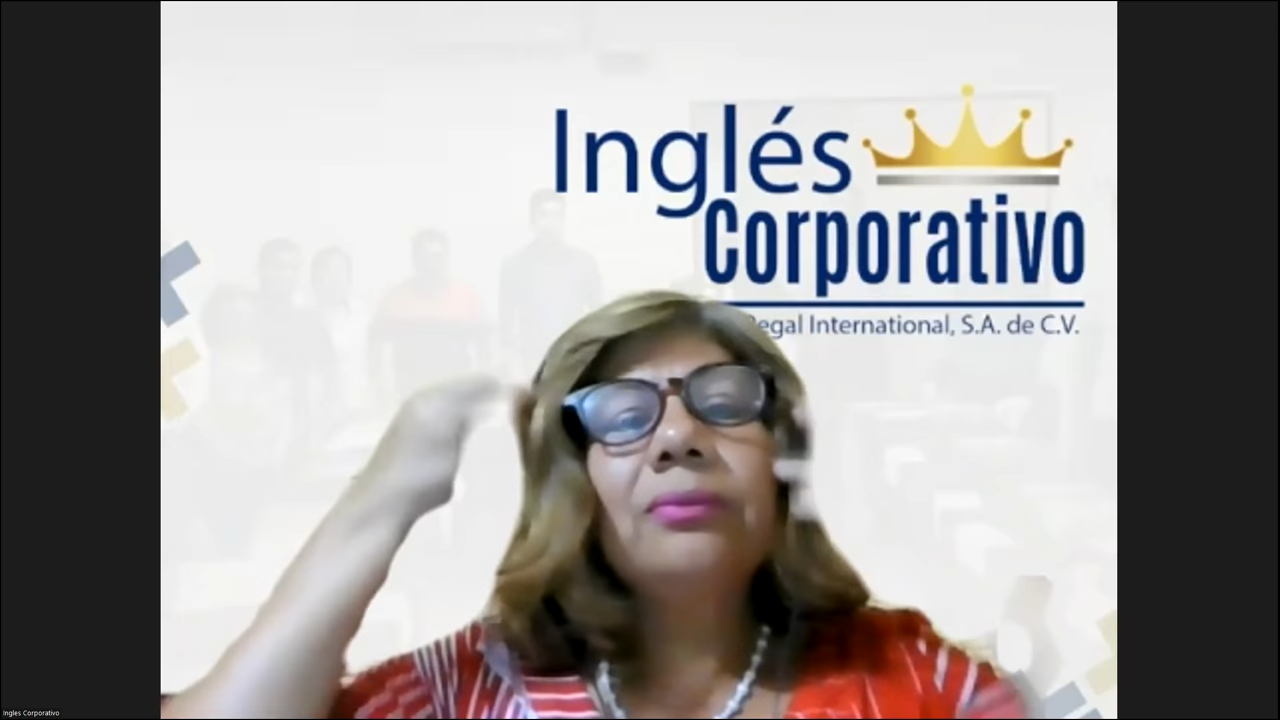 Inglés
Corporativo
Regal International, S.A. de C.V.
Ingles Corporativo